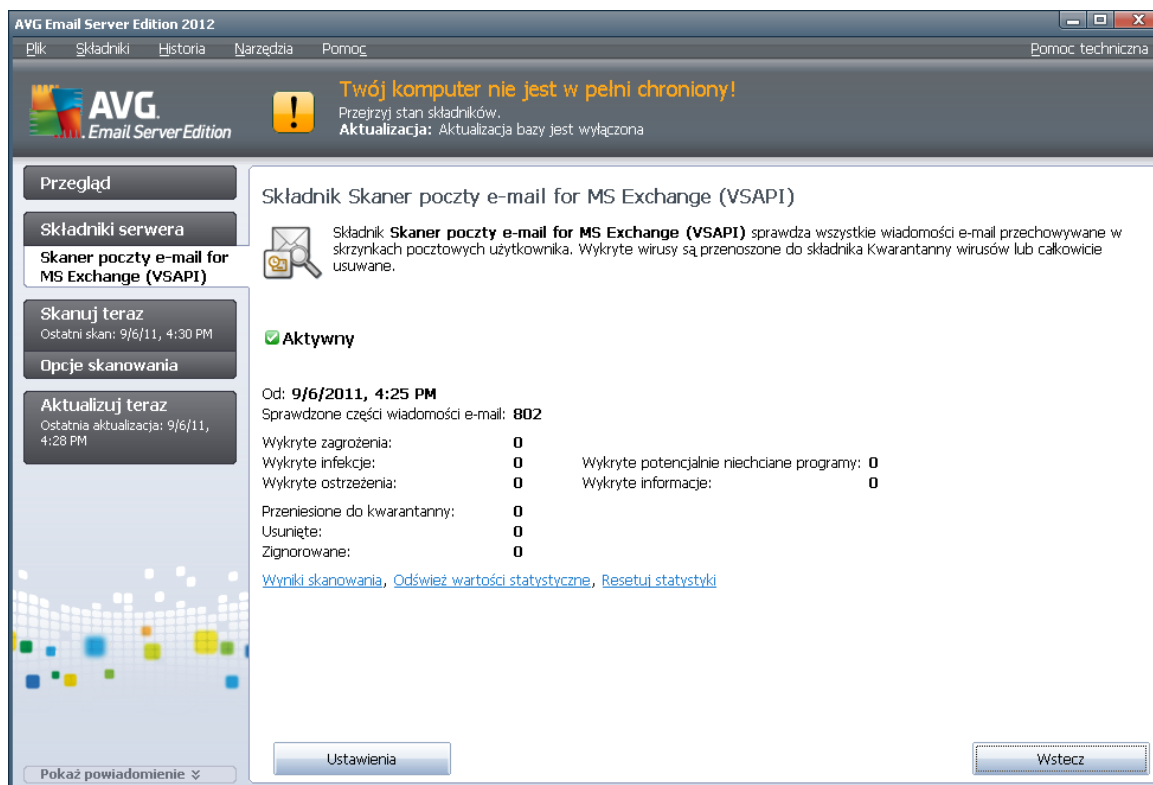 AVG Email Server Edition 2012
Plik Składniki Historia Narzędzia Pomoc Pomoc techniczna
AVG.
Email Server Edition
Twój komputer nie jest w pełni chroniony!
Przejrzyj stan składników.
Aktualizacja: Aktualizacja bazy jest wyłączona
Przegląd
Składniki serwera
Skaner poczty e-mail for
MS Exchange (VSAPI)
Skanuj teraz
Ostatni skan: 9/6/11, 4:30 PM
Opcje skanowania
Aktualizuj teraz
Ostatnia aktualizacja: 9/6/11,
4:28 PM
Pokaż powiadomienie
Składnik Skaner poczty e-mail for MS Exchange (VSAPI)
Składnik Skaner poczty e-mail for MS Exchange (VSAPI) sprawdza wszystkie wiadomości e-mail przechowywane w
skrzynkach pocztowych użytkownika. Wykryte wirusy są przenoszone do składnika Kwarantanny wirusów lub całkowicie
usuwane.
Aktywny
Od: 9/6/2011, 4:25 PM
Sprawdzone części wiadomości e-mail: 802
Wykryte zagrożenia: 0
Wykryte infekcje: 0 Wykryte potencjalnie niechciane programy: 0
Wykryte ostrzeżenia: 0 Wykryte informacje: 0
Przeniesione do kwarantanny: 0
Usunięte: 0
Zignorowane: 0
Wyniki skanowania, Odśwież wartości statystyczne, Resetuj statystyki
Ustawienia Wstecz